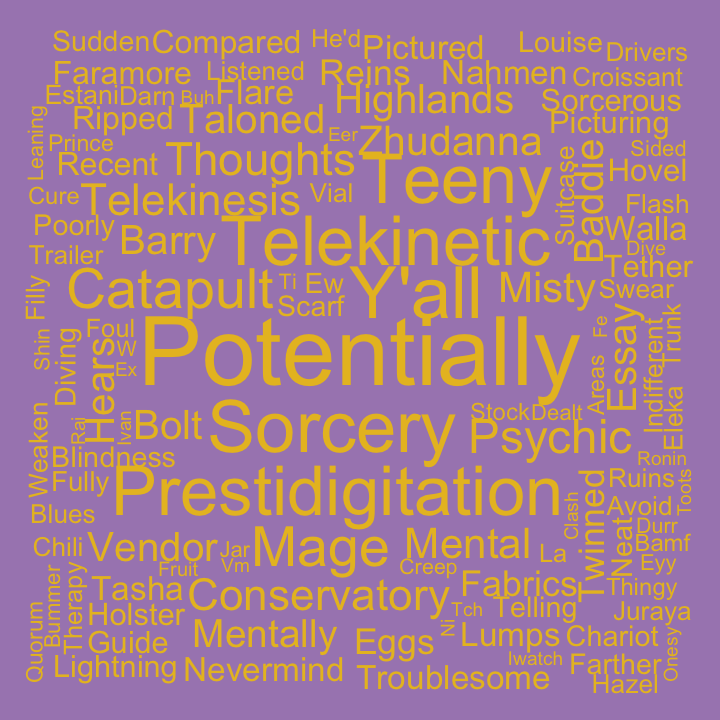 Sudden Compared He'd Pictured Louise Drivers
Faramore Listened Reins Nahmen Croissant
Estani Darn Buh Flare Highlands Sorcerous
Leaning Ripped Taloned Eer Zhudanna Picturing
Prince Recent Thoughts Teeny Suitcase Baddie Sided Hovel
Cure Telekinesis Vial Flash
Poorly Barry Telekinetic Walla
Trailer Dive Tether
Filly Catapult Ti Ew Y'all Misty Swear
Scarf
Shin Diving Foul W Potentially Fe Essay Indifferent Trunk
Hears Ex Areas
Weaken Raj Ivan Bolt Sorcery Stock Dealt Psychic Eleka
Blindness Ronin
Fully Prestidigitation Twinned Ruins Toots
Blues Clash Avoid
Durr
Chili Vendor Jar Mage Mental La Neat Bamf
Fruit Vm Creep Eyy
Bummer Therapy Tasha Conservatory Fabrics Thingy
Quorum Holster Tch Telling Juraya
Guide Mentally Eggs Ni Lumps Chariot Onesy
Lightning Nevermind Troublesome Iwatch Farther
Hazel